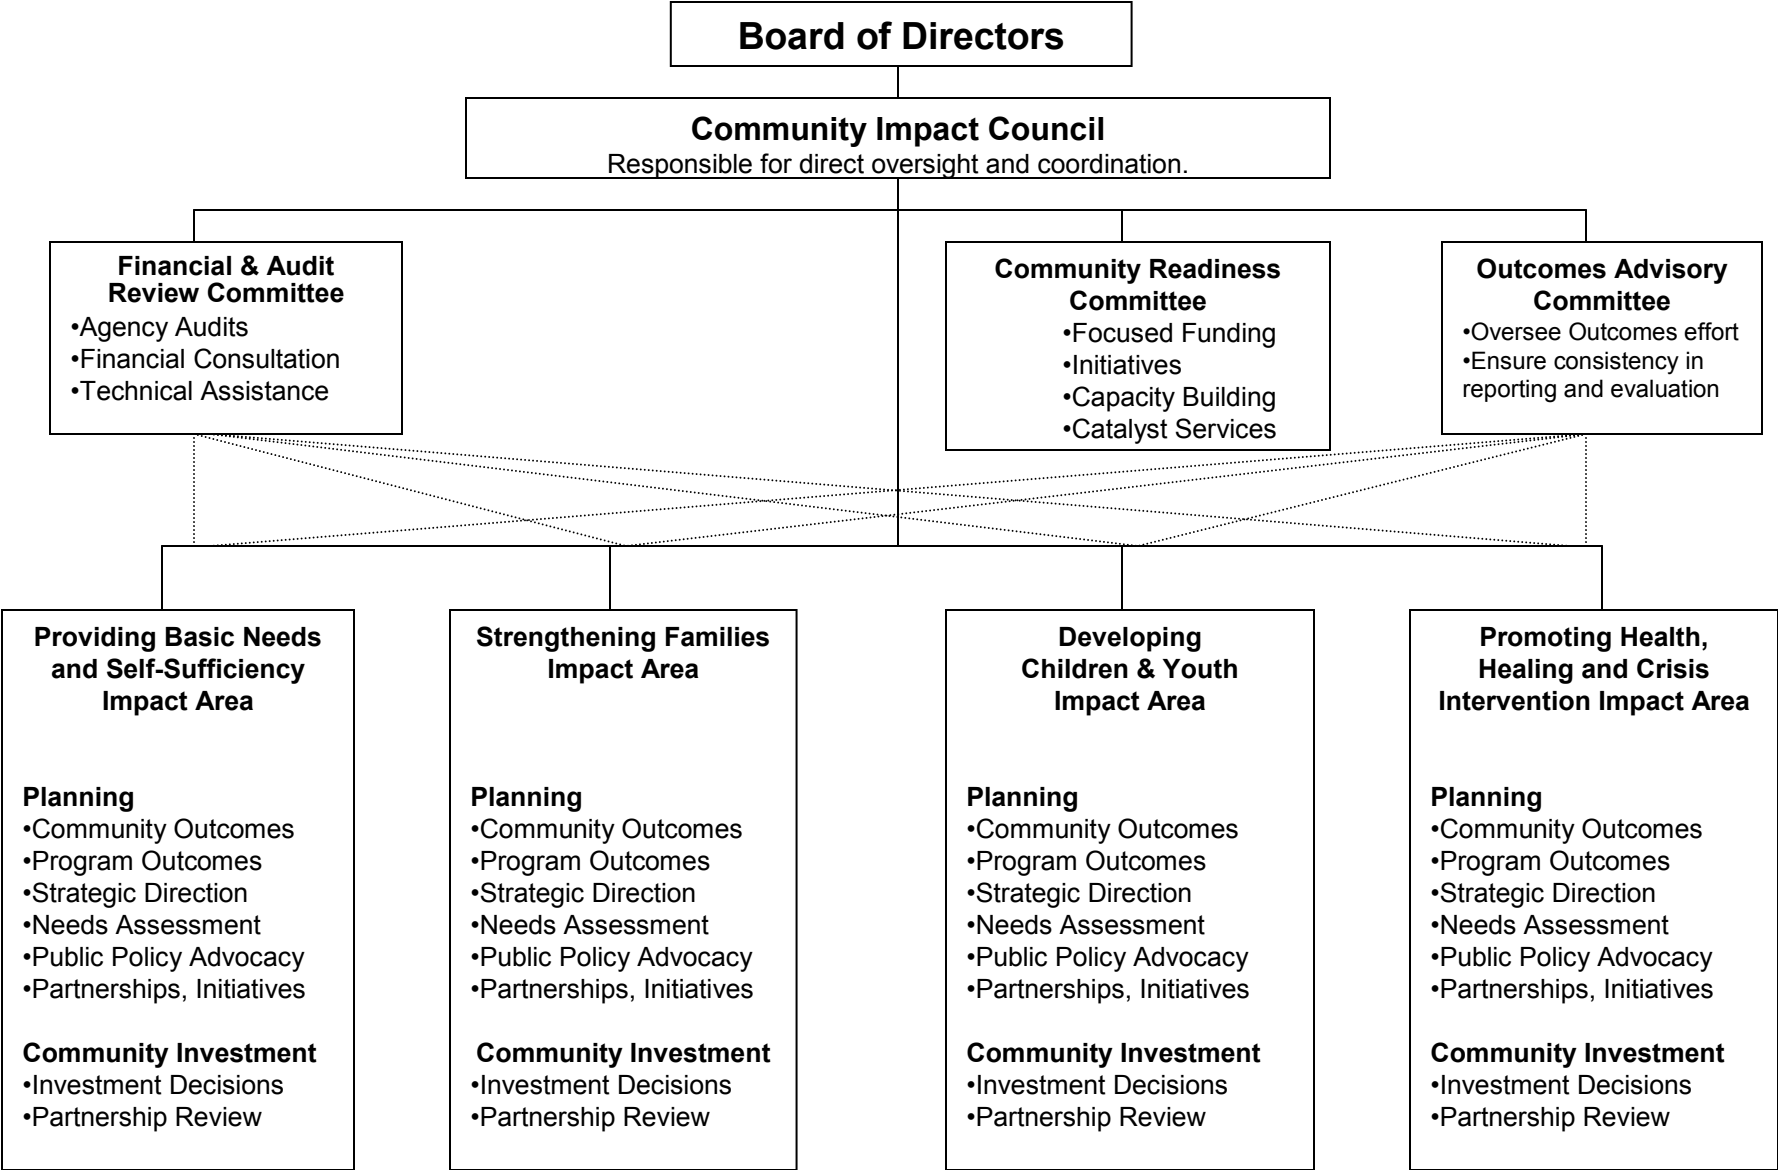 Board of Directors
Community Impact Council
Responsible for direct oversight and coordination.
Financial & Audit
Review Committee
•Agency Audits
•Financial Consultation
•Technical Assistance
Community Readiness
Committee
•Focused Funding
•Initiatives
•Capacity Building
•Catalyst Services
Outcomes Advisory
Committee
•Oversee Outcomes effort
•Ensure consistency in
reporting and evaluation
Providing Basic Needs
and Self-Sufficiency
Impact Area
Planning
•Community Outcomes
•Program Outcomes
•Strategic Direction
•Needs Assessment
•Public Policy Advocacy
•Partnerships, Initiatives
Community Investment
•Investment Decisions
•Partnership Review
Strengthening Families
Impact Area
Planning
•Community Outcomes
•Program Outcomes
•Strategic Direction
•Needs Assessment
•Public Policy Advocacy
•Partnerships, Initiatives
Community Investment
•Investment Decisions
•Partnership Review
Developing
Children & Youth
Impact Area
Planning
•Community Outcomes
•Program Outcomes
•Strategic Direction
•Needs Assessment
•Public Policy Advocacy
•Partnerships, Initiatives
Community Investment
•Investment Decisions
•Partnership Review
Promoting Health,
Healing and Crisis
Intervention Impact Area
Planning
•Community Outcomes
•Program Outcomes
•Strategic Direction
•Needs Assessment
•Public Policy Advocacy
•Partnerships, Initiatives
Community Investment
•Investment Decisions
•Partnership Review